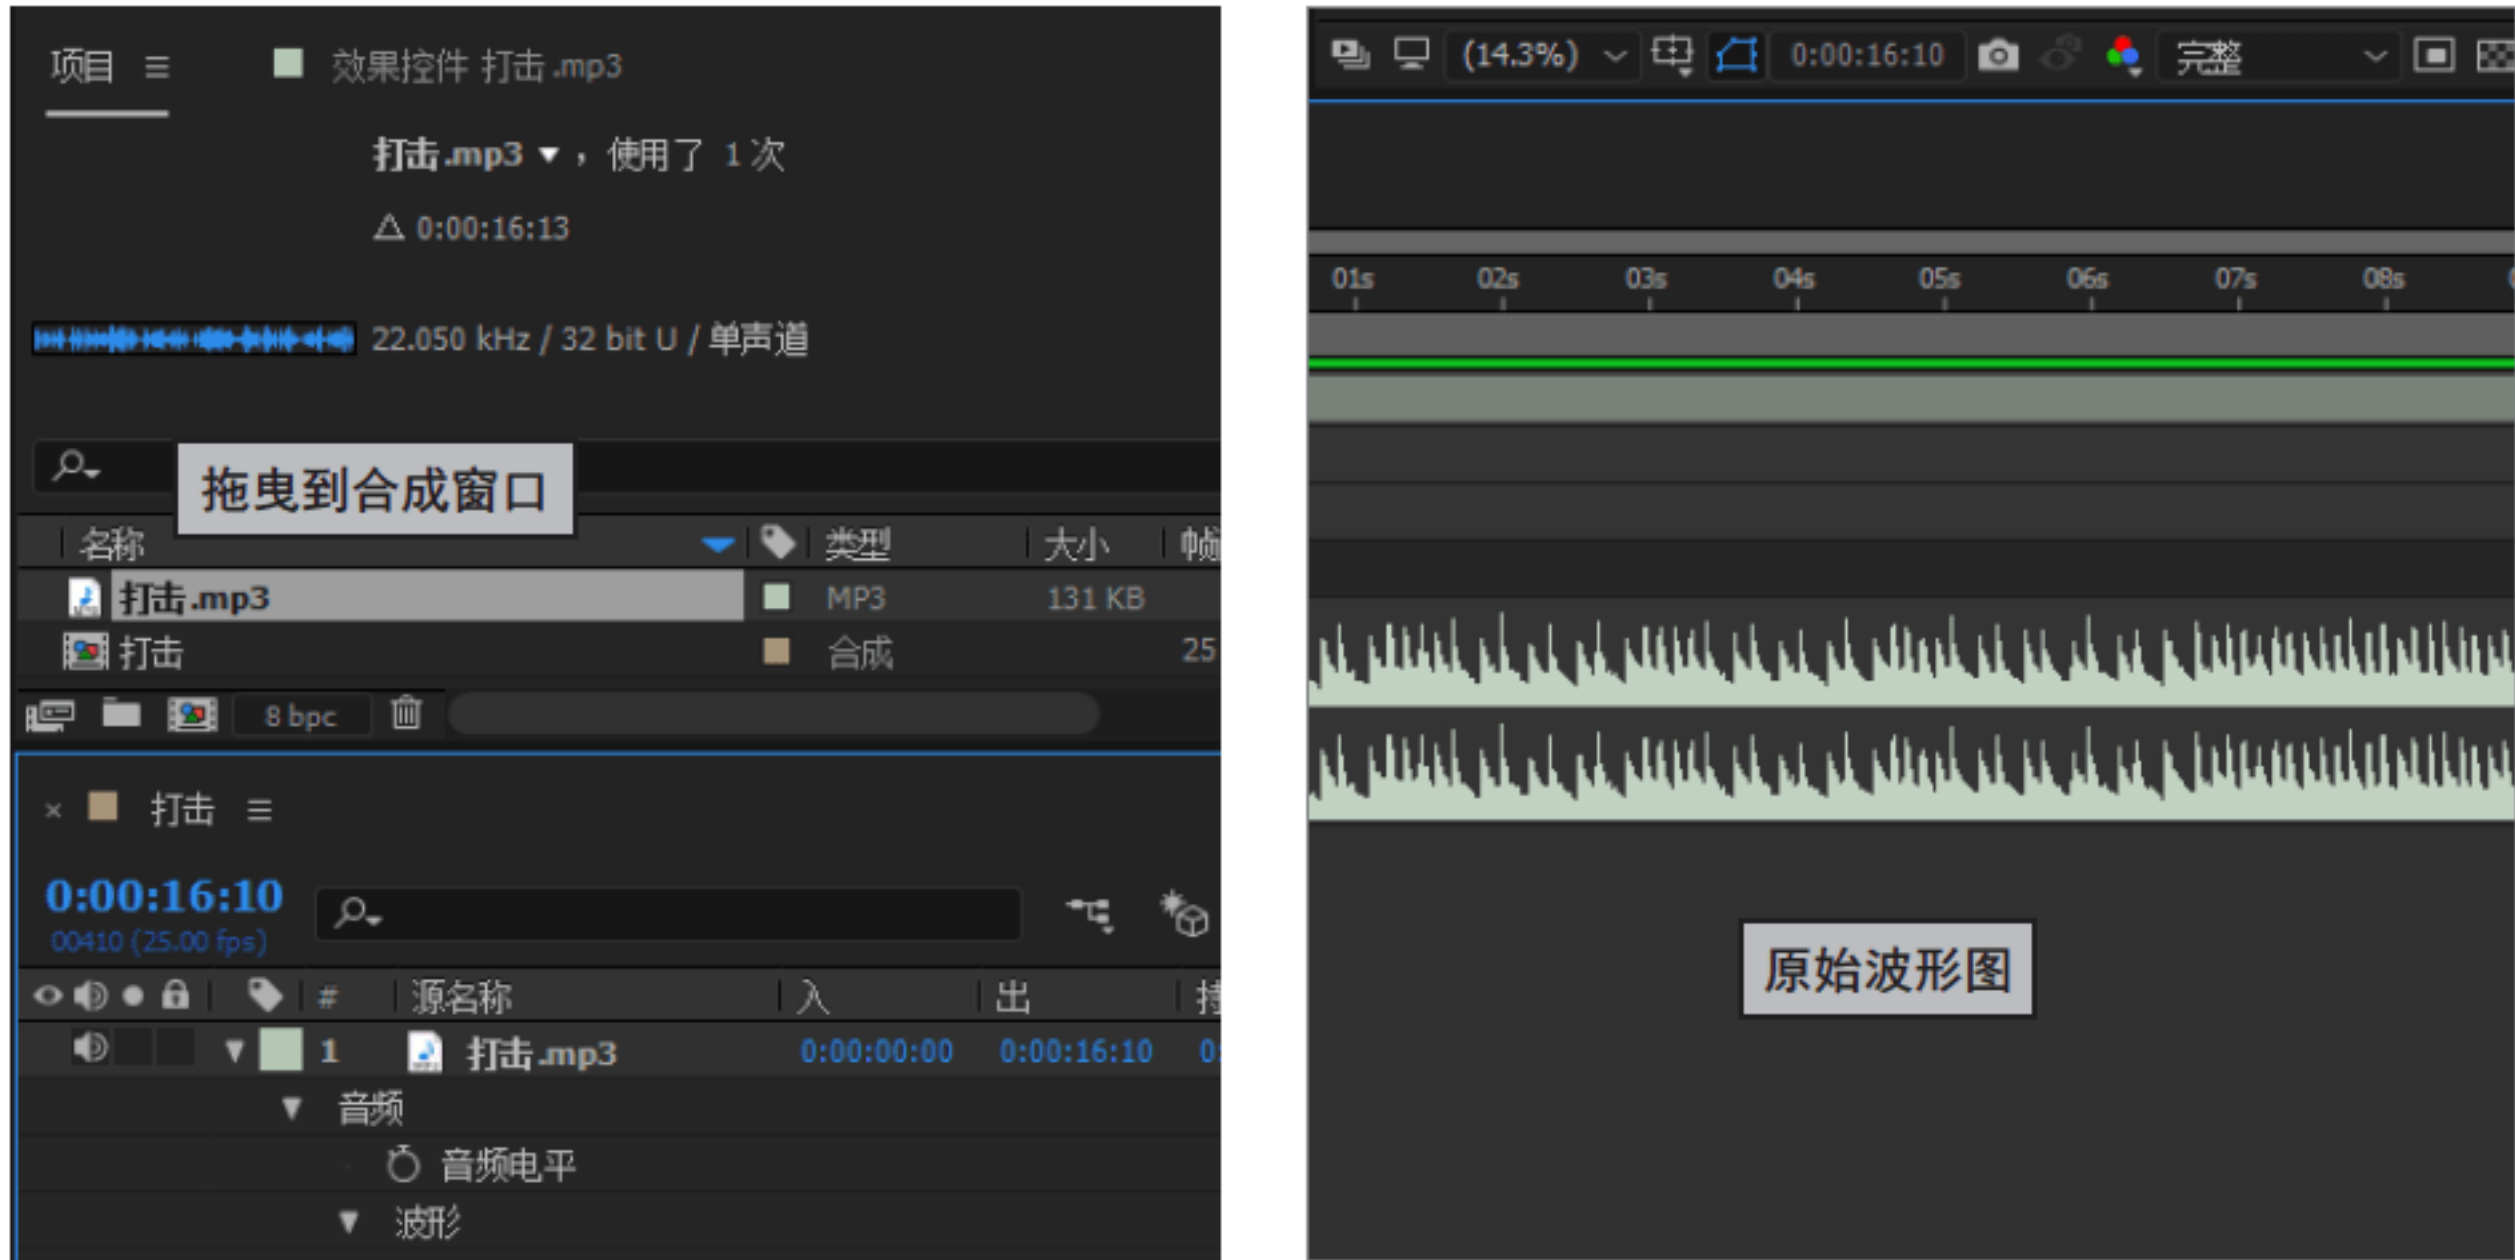 项目
效果控件 打击.mp3
打击.mp3 ，使用了 1 次
△ 0:00:16:13
22.050 kHz / 32 bit U / 单声道
拖曳到合成窗口
名称 类型 大小 帧
打击.mp3 MP3 131 KB
打击 合成 25
8 bpc
× 打击
0:00:16:10
00410 (25.00 fps)
# 源名称 入 出 持
1 打击.mp3 0:00:00:00 0:00:16:10 0:
音频
音频电平
波形
(14.3%) 0:00:16:10 完整
01s 02s 03s 04s 05s 06s 07s 08s
原始波形图